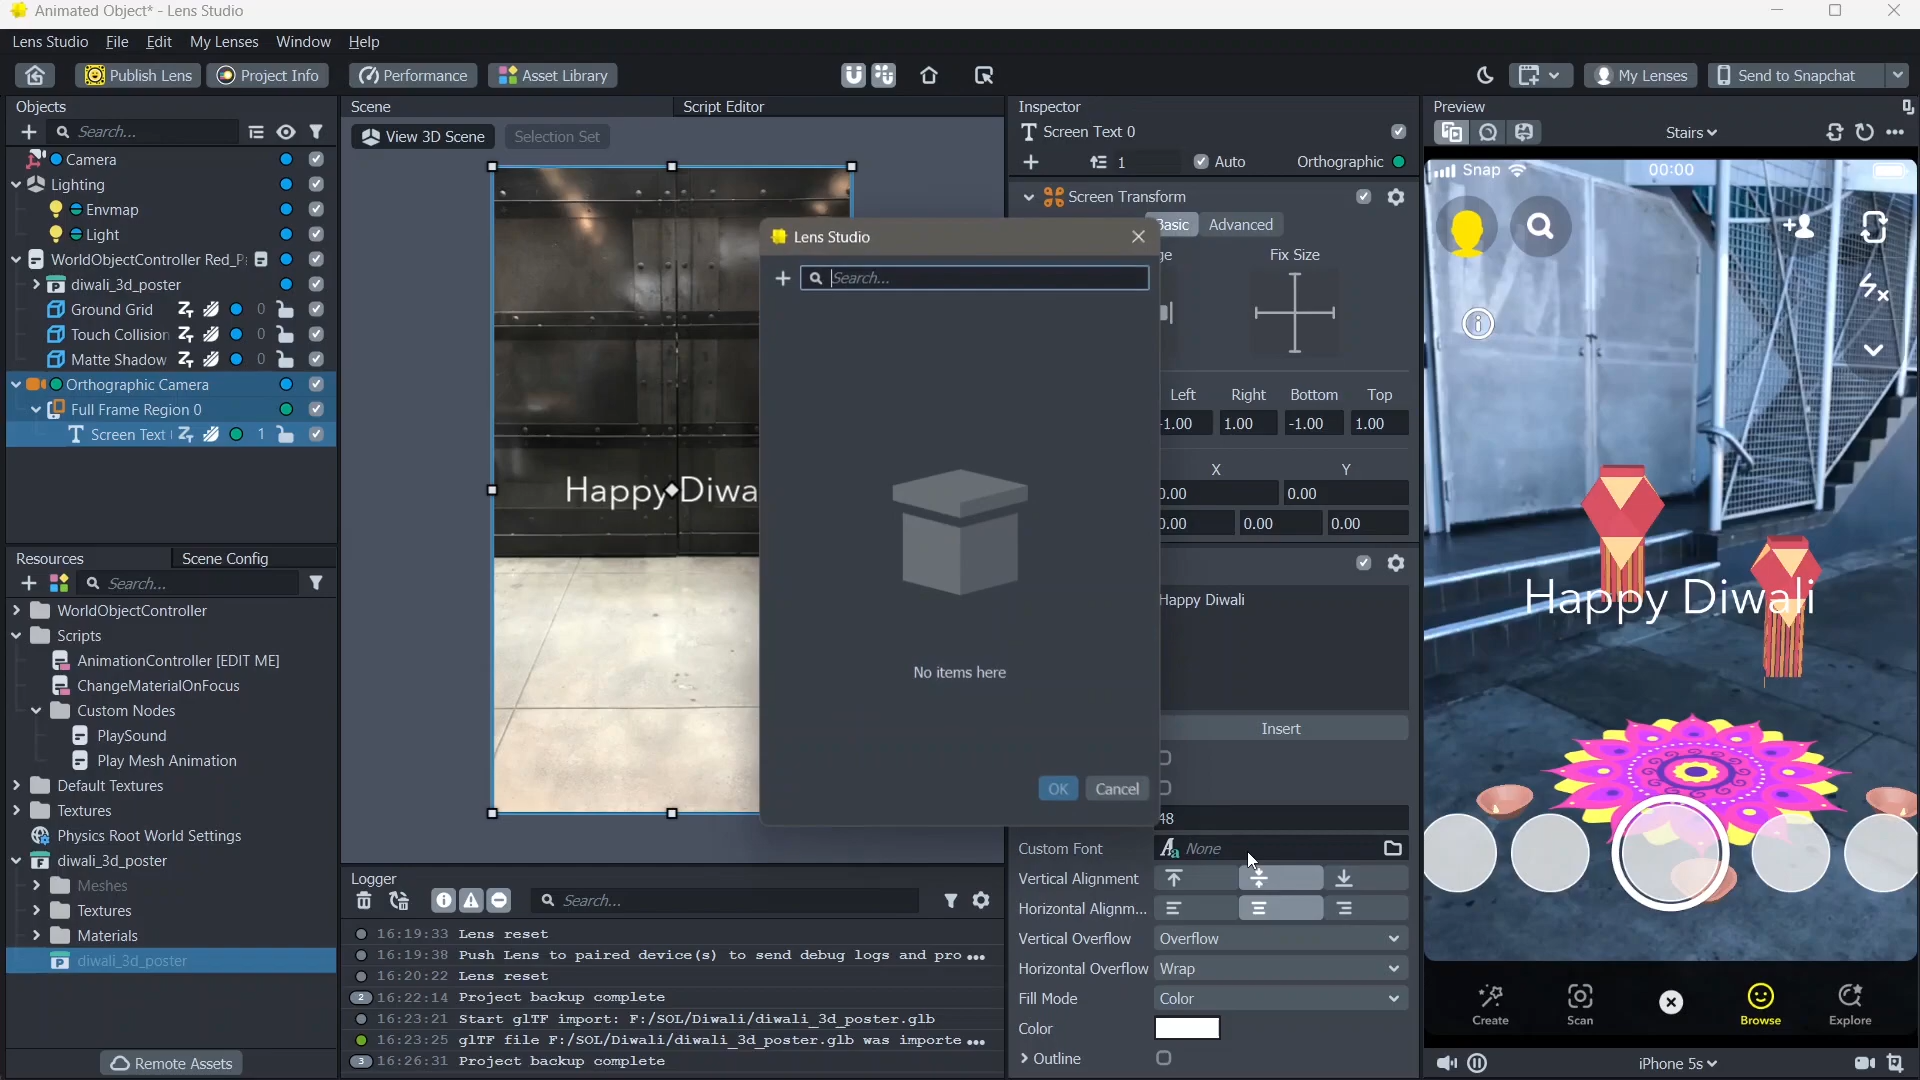 Animated Object* - Lens Studio
Lens Studio File Edit My Lenses Window Help
Publish Lens Project Info Performance Asset Library My Lenses Send to Snapchat
Objects
Search...
Camera
Lighting
Envmap
Light
WorldObjectController Red_P
diwali_3d_poster
Ground Grid 0
Touch Collision 0
Matte Shadow 0
Orthographic Camera
Full Frame Region 0
Screen Text 1
Resources Scene Config
Search...
WorldObjectController
Scripts
AnimationController [EDIT ME]
ChangeMaterialOnFocus
Custom Nodes
PlaySound
Play Mesh Animation
Default Textures
Textures
Physics Root World Settings
diwali_3d_poster
Meshes
Textures
Materials
diwali_3d_poster
Remote Assets
Scene Script Editor
View 3D Scene Selection Set
Happy Diwa
Lens Studio
Search...
No items here
OK Cancel
Logger
Search...
16:19:33 Lens reset
16:19:38 Push Lens to paired device(s) to send debug logs and pro •••
16:20:22 Lens reset
2 16:22:14 Project backup complete
16:23:21 Start glTF import: F:/SOL/Diwali/diwali_3d_poster.glb
16:23:25 glTF file F:/SOL/Diwali/diwali_3d_poster.glb was importe •••
3 16:26:31 Project backup complete
Inspector
Screen Text 0
1 Auto Orthographic
Screen Transform
Basic Advanced
Fix Size
Left Right Bottom Top
-1.00 1.00 -1.00 1.00
X Y
0.00 0.00
0.00 0.00 0.00
Happy Diwali
Insert
48
Custom Font None
Vertical Alignment
Horizontal Alignm...
Vertical Overflow Overflow
Horizontal Overflow Wrap
Fill Mode Color
Color
Outline
Preview
Stairs
Snap 00:00
Happy Diwali
Create Scan Browse Explore
iPhone 5s